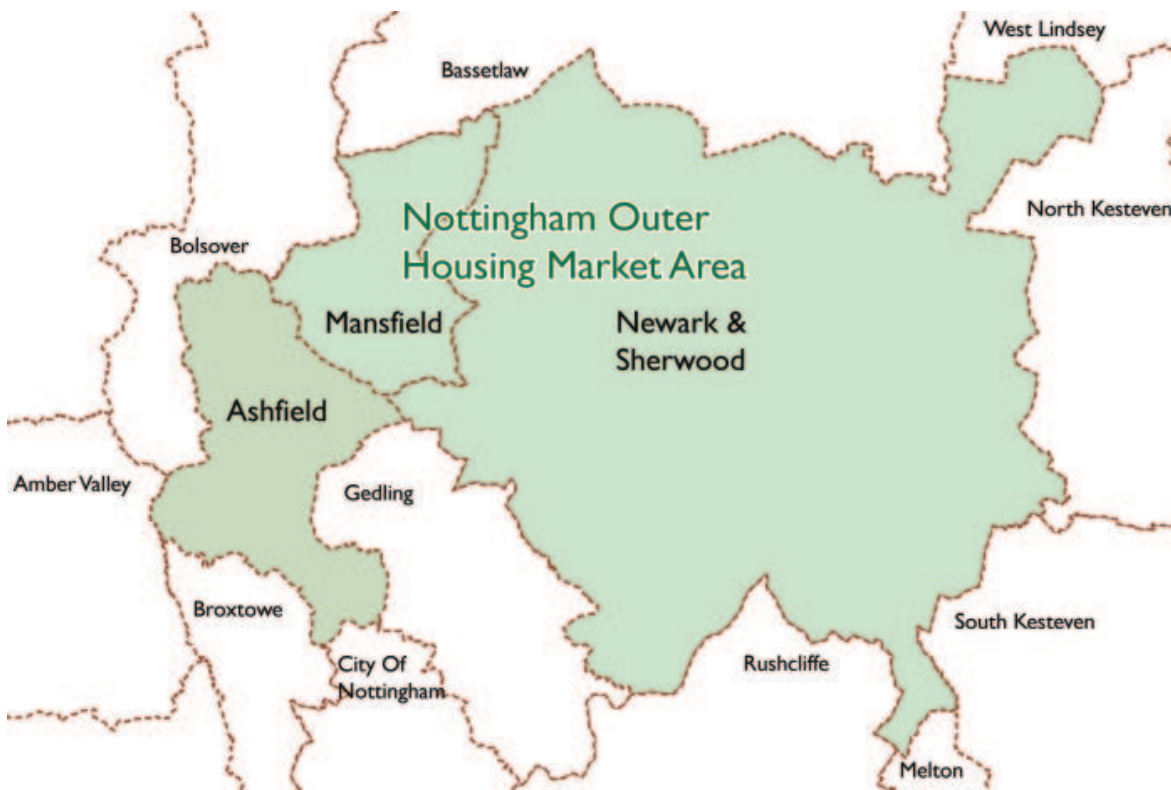 West Lindsey
Bassetlaw
North Kesteven
Nottingham Outer
Housing Market Area
Bolsover
Mansfield
Newark &
Sherwood
Ashfield
Amber Valley
Gedling
Broxtowe
South Kesteven
City Of
Nottingham
Rushcliffe
Melton